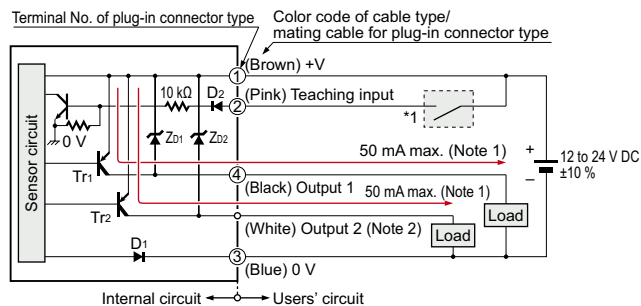 Terminal No. of plug-in connector type
Color code of cable type/
mating cable for plug-in connector type
Sensor circuit
1
(Brown) +V
10 kΩ
D2
2
(Pink) Teaching input
*1
0 V
ZD1
ZD2
50 mA max. (Note 1)
+
12 to 24 V DC
±10 %
−
Tr1
4
(Black) Output 1
50 mA max. (Note 1)
Tr2
Load
(White) Output 2 (Note 2)
Load
D1
3
(Blue) 0 V
Internal circuit
Users' circuit